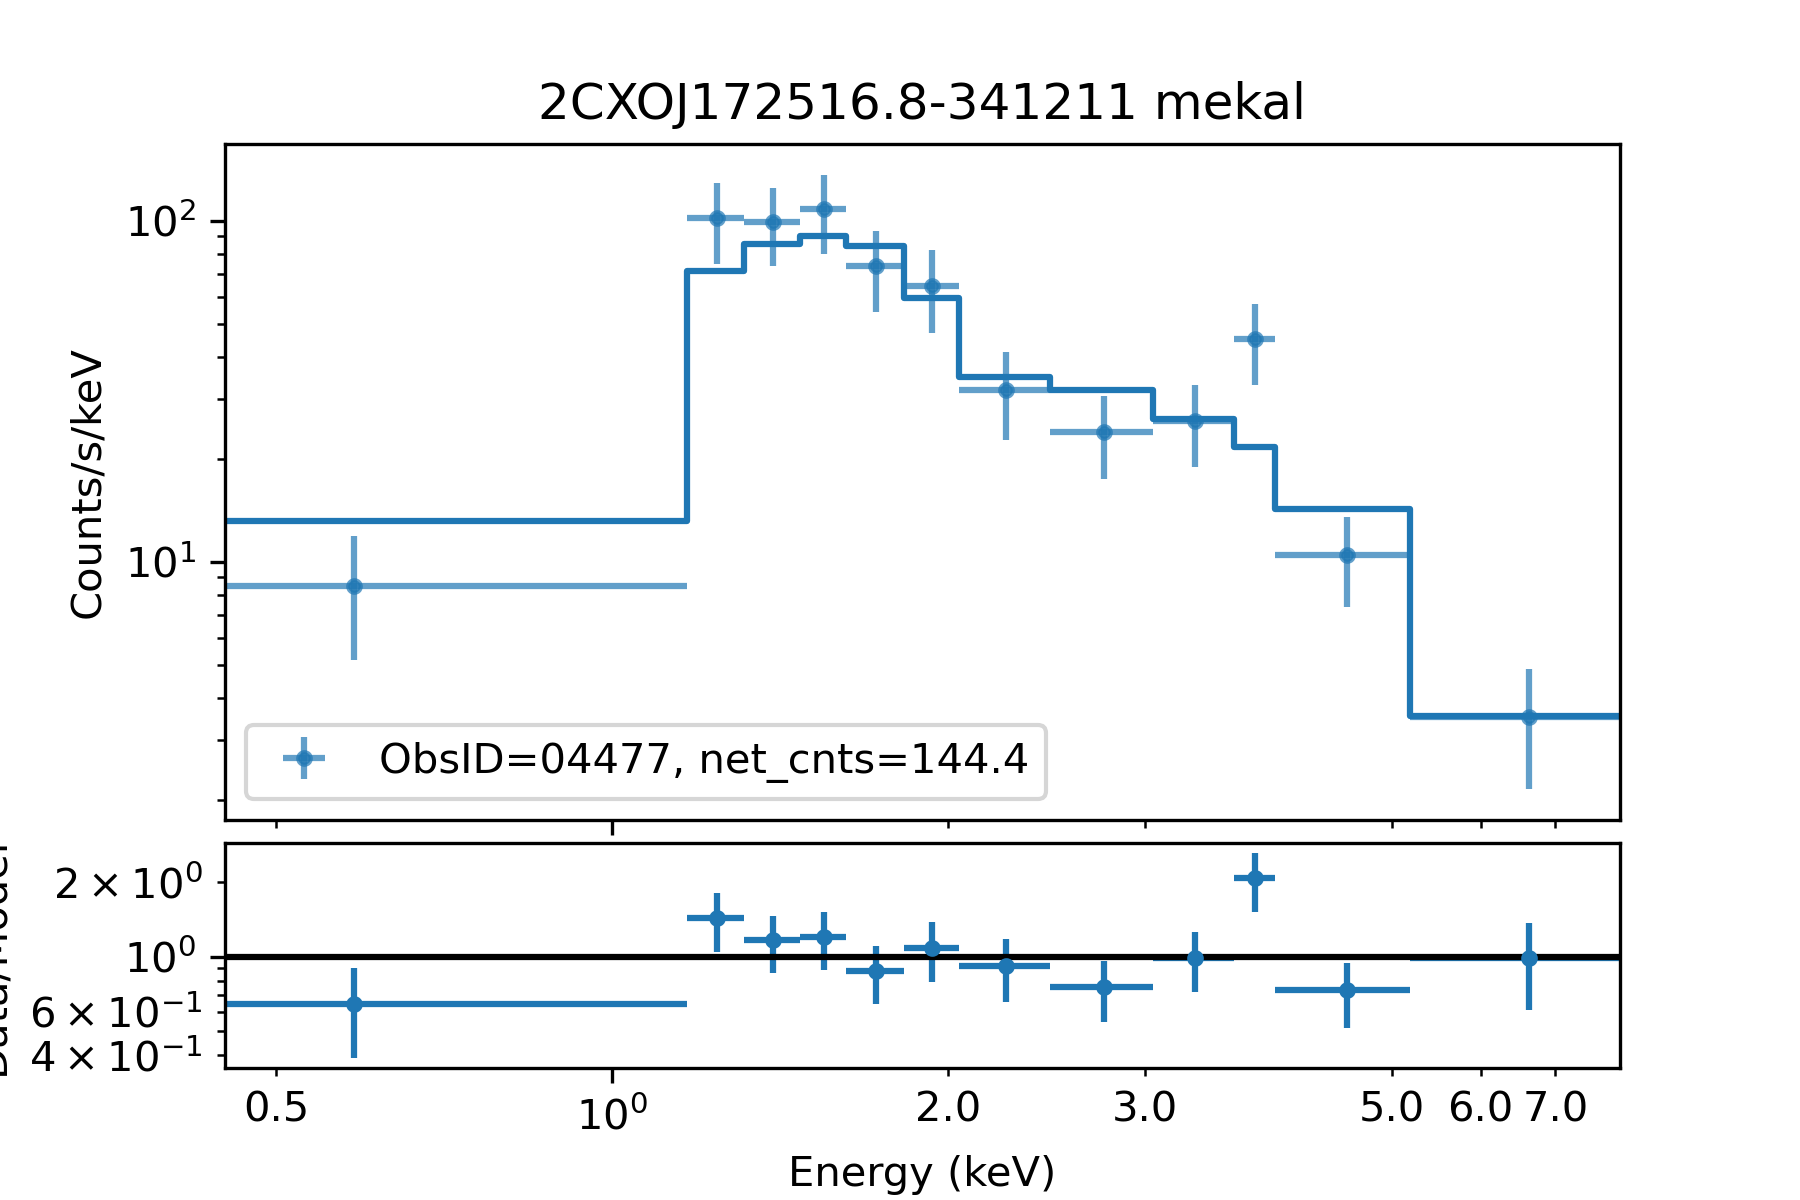 2CXOJ172516.8-341211 mekal
10²
10¹
Counts/s/keV
ObsID=04477, net_cnts=144.4
2 × 10⁰
10⁰
6 × 10⁻¹
4 × 10⁻¹
0.5 10⁰ 2.0 3.0 5.0 6.0 7.0
Energy (keV)